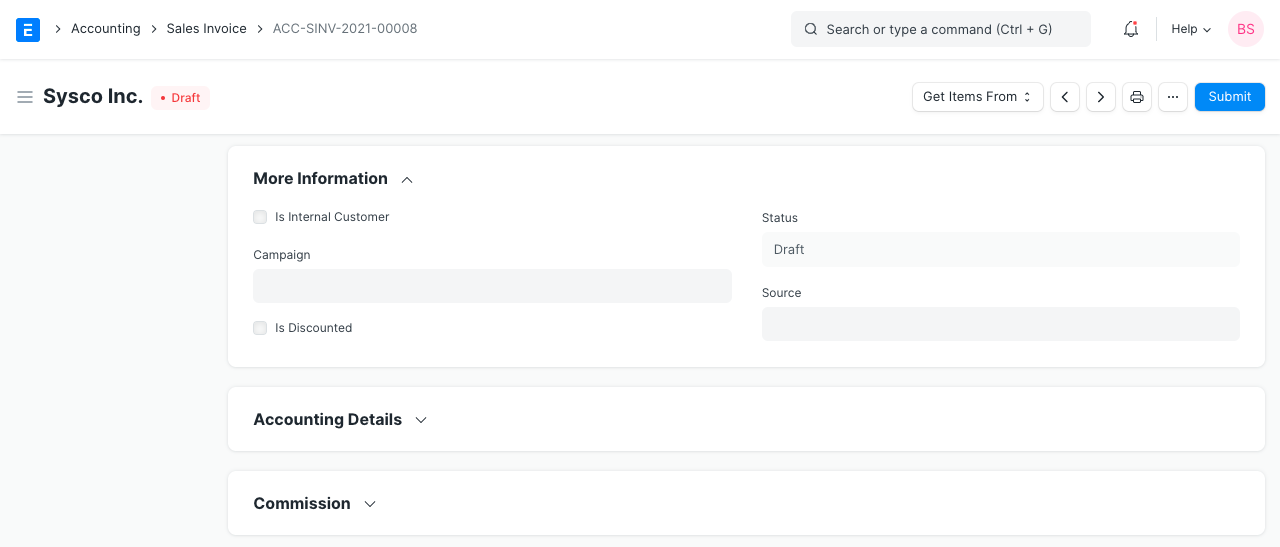 E Accounting Sales Invoice ACC-SINV-2021-00008 Search or type a command (Ctrl + G) Help BS
Sysco Inc. • Draft Get Items From ... Submit
More Information
Is Internal Customer
Status
Draft
Campaign
Source
Is Discounted
Accounting Details
Commission